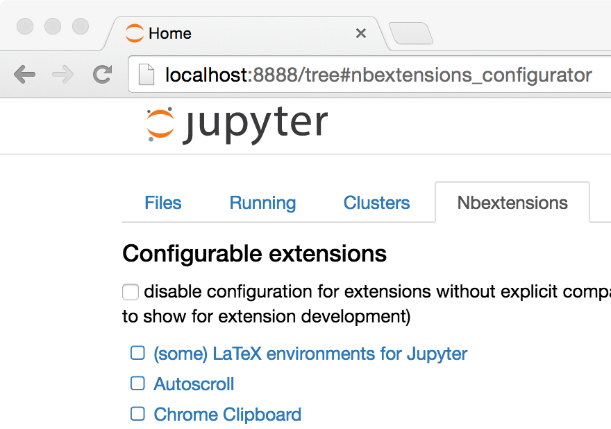 Home
localhost:8888/tree#nbextensions_configurator
jupyter
Files Running Clusters Nbextensions
Configurable extensions
disable configuration for extensions without explicit compa
to show for extension development)
(some) LaTeX environments for Jupyter
Autoscroll
Chrome Clipboard